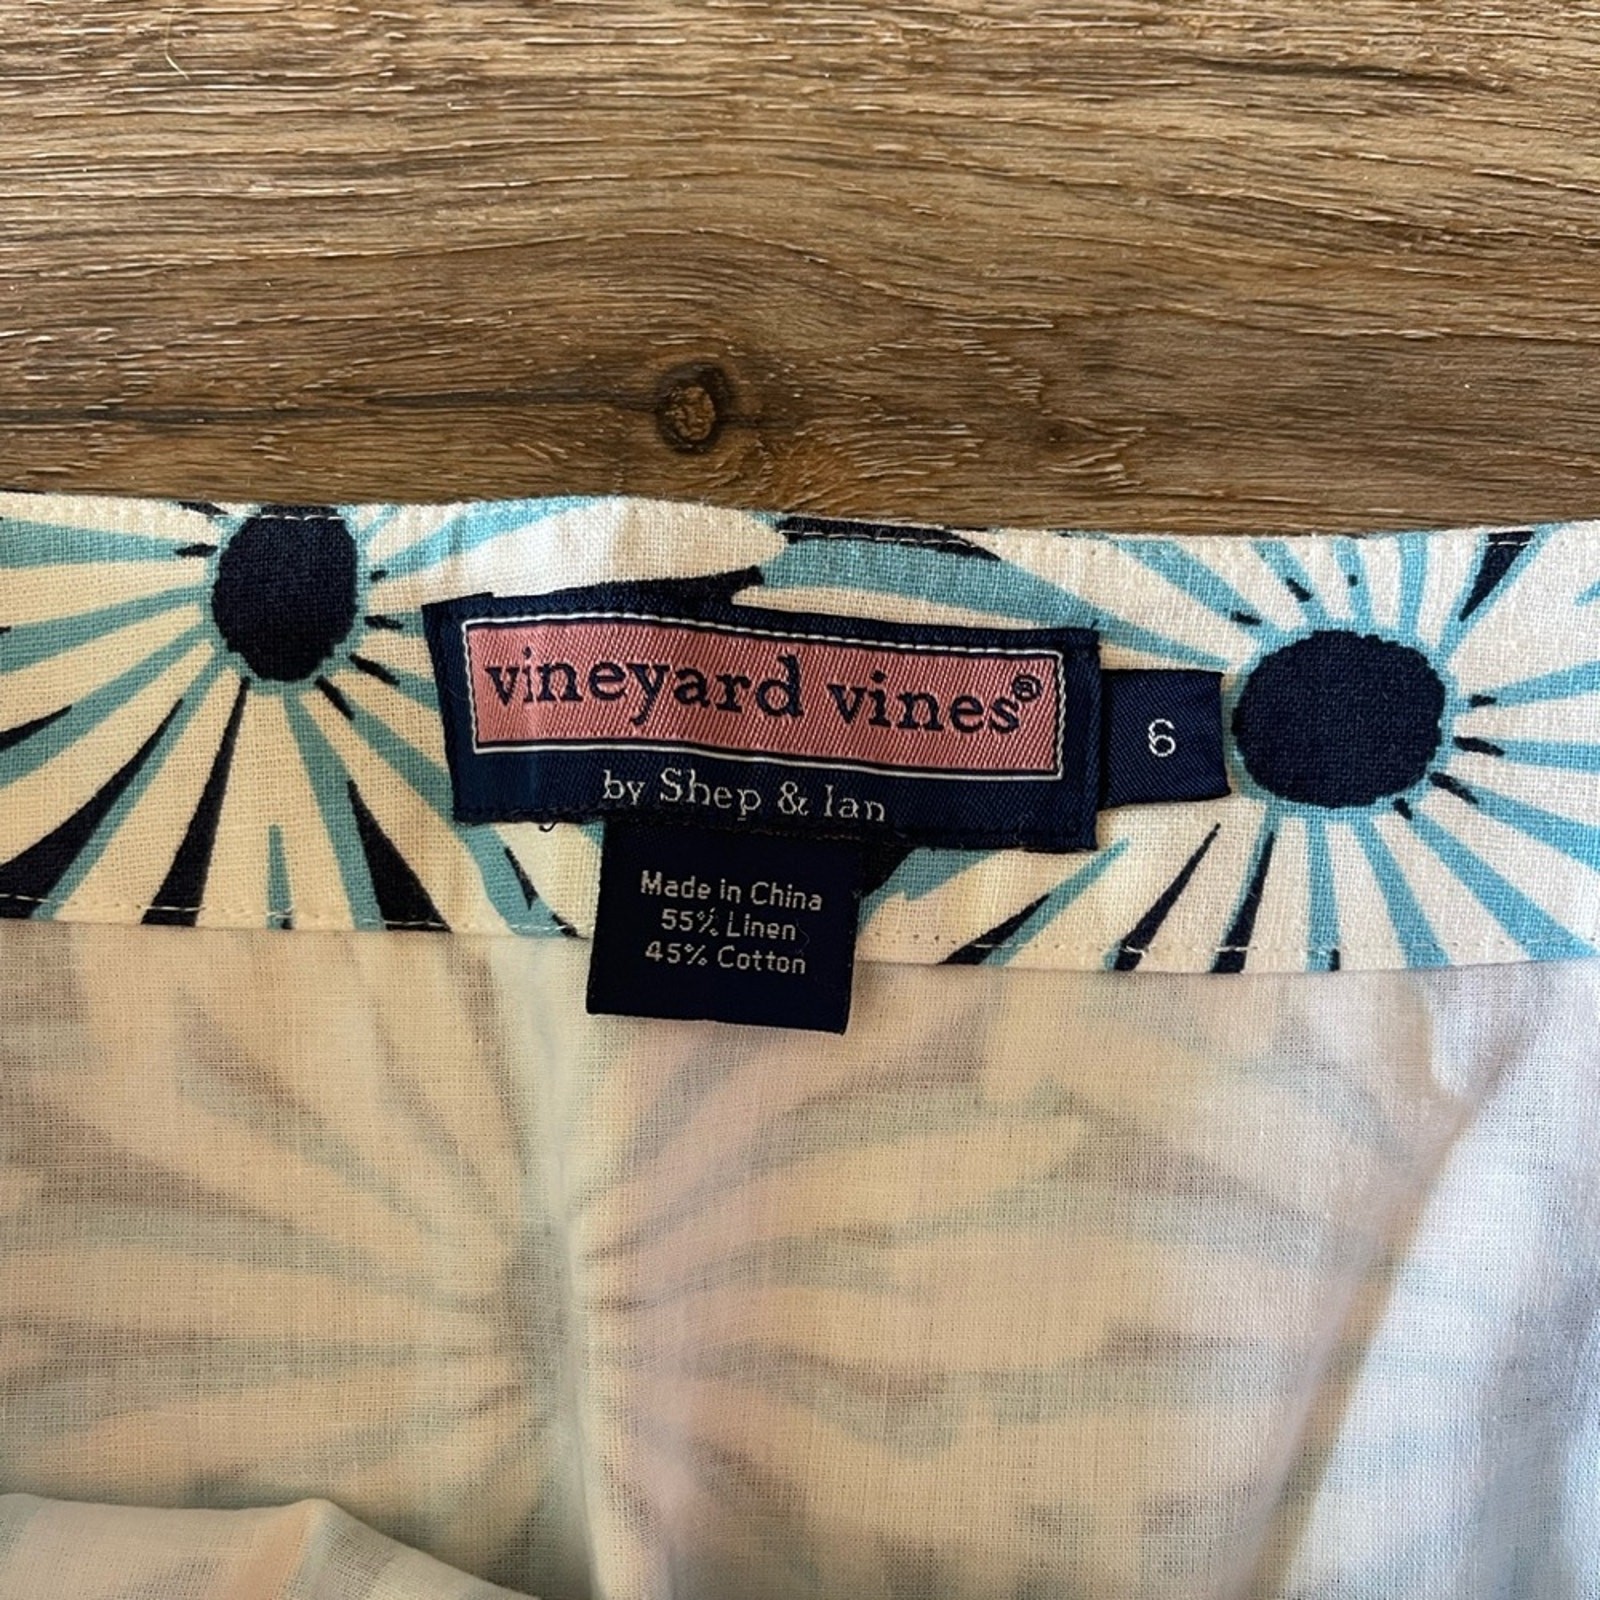 vineyard vines®
by Shep & Ian
6
Made in China
55% Linen
45% Cotton